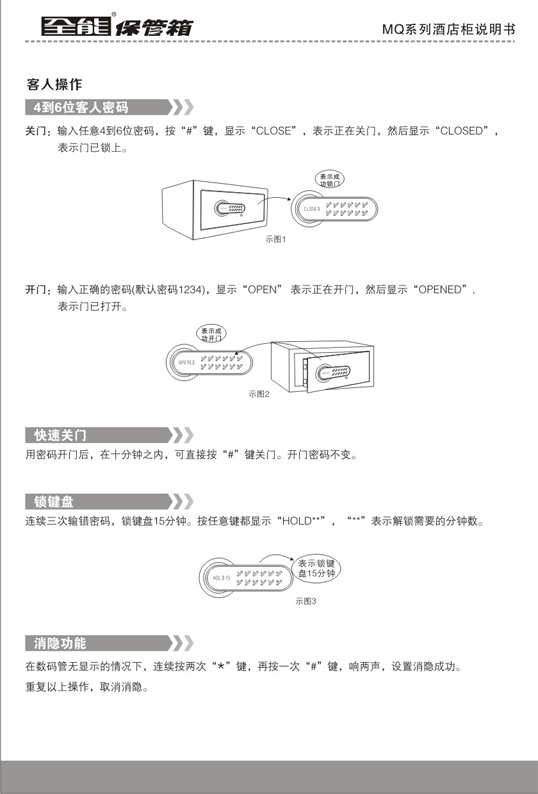 全能® 保管箱
MQ系列酒店柜说明书
客人操作
4到6位客人密码
关门：输入任意4到6位密码，按“#”键，显示“CLOSE”，表示正在关门，然后显示“CLOSED”，
表示门已锁上。
表示成
功锁门
CLOSED
示图1
开门：输入正确的密码(默认密码1234)，显示“OPEN” 表示正在开门，然后显示“OPENED”.
表示门已打开。
表示成
功开门
OPENED
示图2
快速关门
用密码开门后，在十分钟之内，可直接按“#”键关门。开门密码不变。
锁键盘
连续三次输错密码，锁键盘15分钟。按任意键都显示“HOLD**”，“**”表示解锁需要的分钟数。
表示锁键
盘15分钟
HOLD 15
示图3
消隐功能
在数码管无显示的情况下，连续按两次“*”键，再按一次“#”键，响两声，设置消隐成功。
重复以上操作，取消消隐。